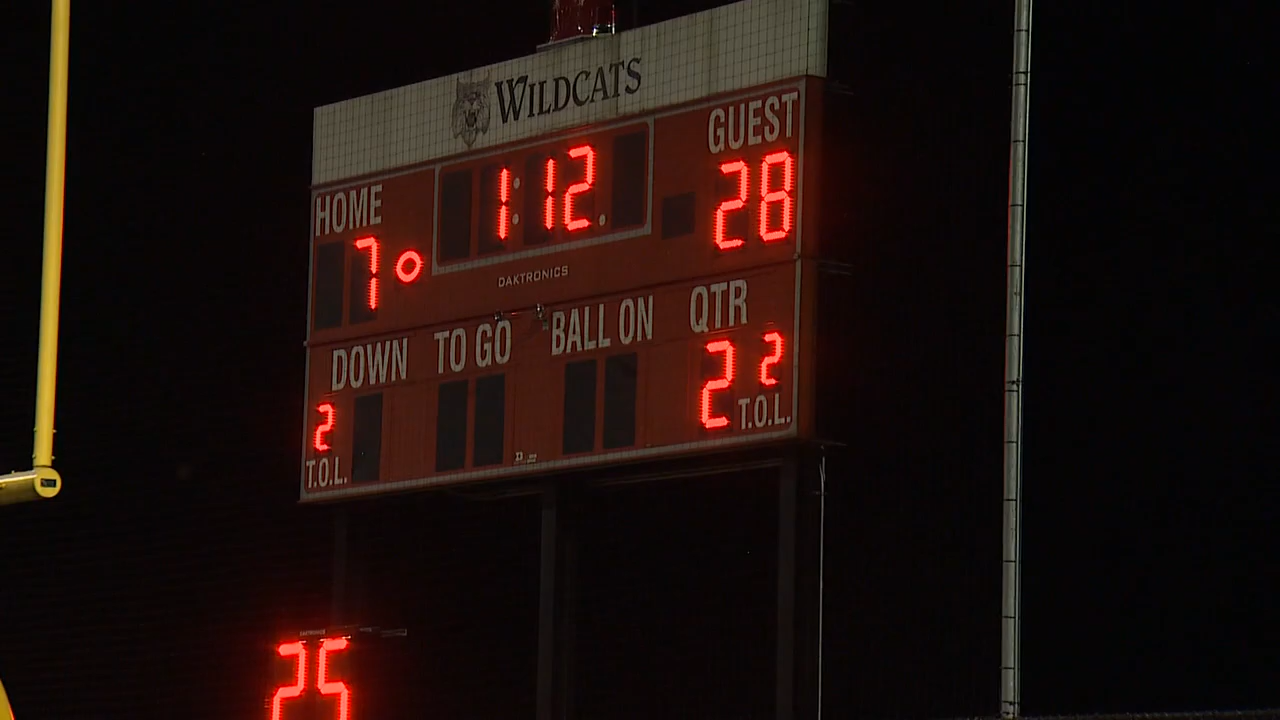 WILDCATS
GUEST
HOME
1:12.
28
7
DAKTRONICS
DOWN
TO GO
BALL ON
QTR
2
2
2
T.O.L.
T.O.L.
25